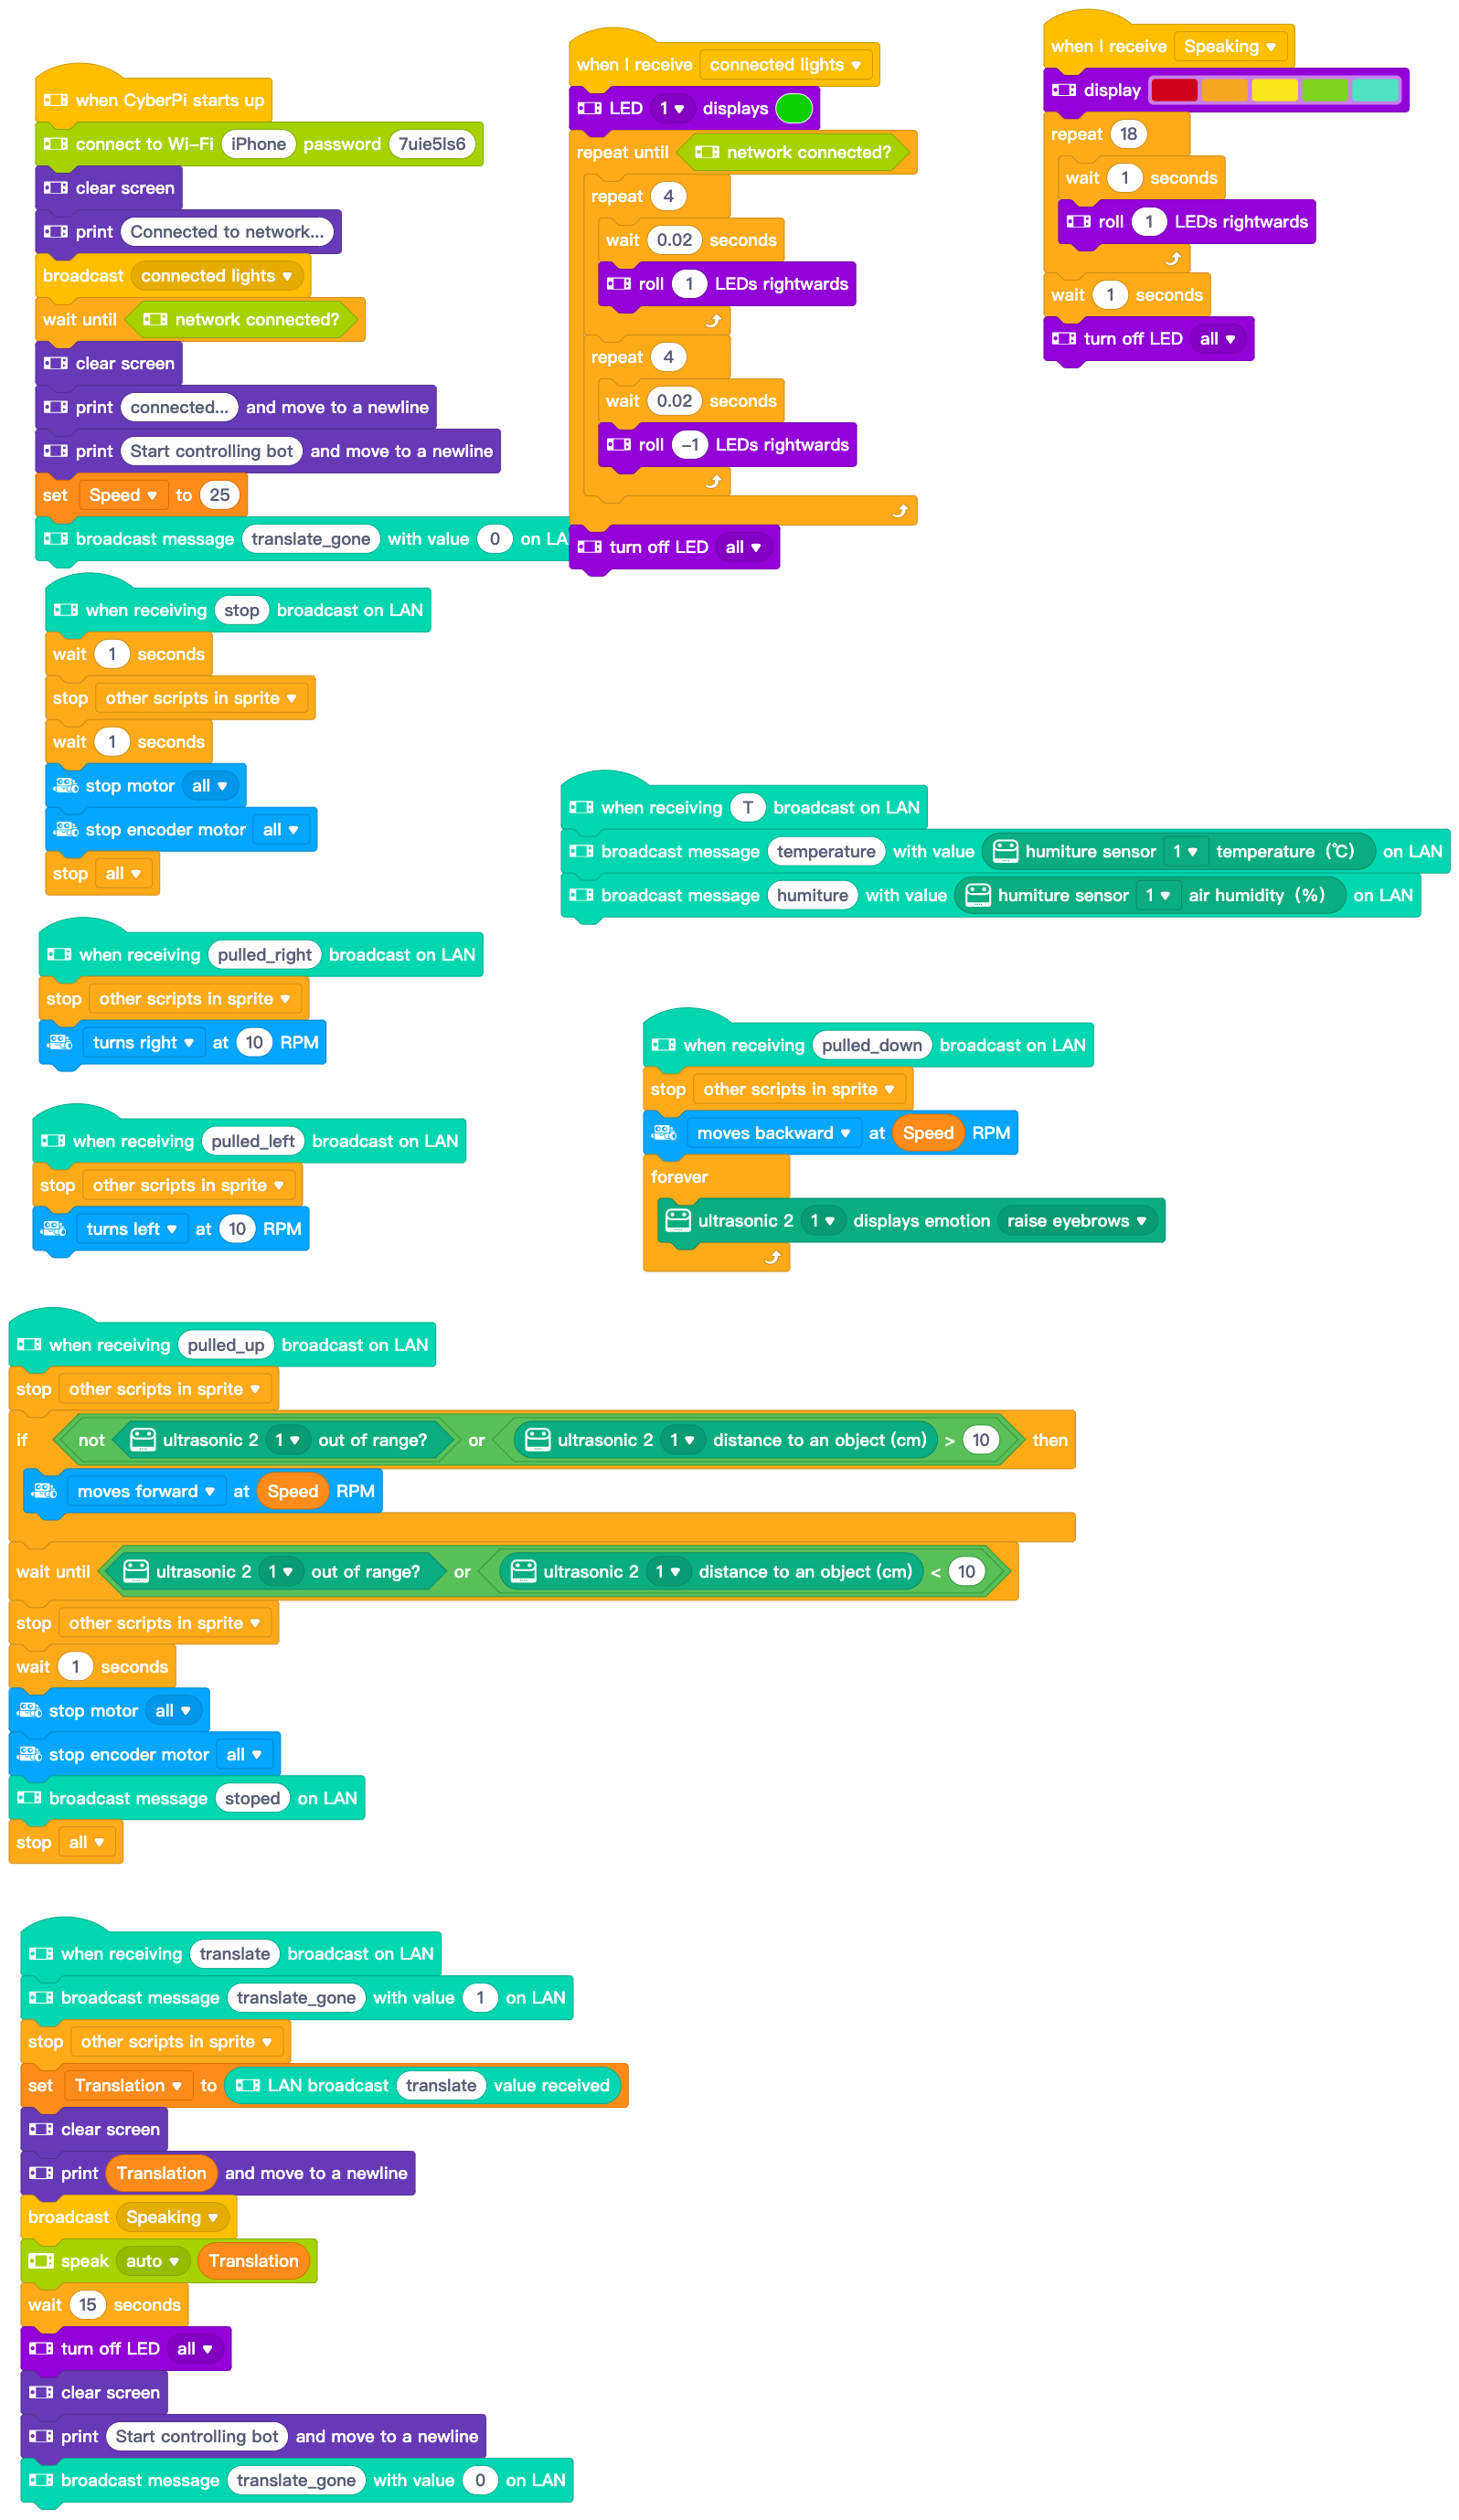 when CyberPi starts up
connect to Wi-Fi iPhone password 7uie5ls6
clear screen
print Connected to network...
broadcast connected lights
wait until network connected?
clear screen
print connected... and move to a newline
print Start controlling bot and move to a newline
set Speed to 25
broadcast message translate_gone with value 0 on LA
when I receive connected lights
LED 1 displays
repeat until network connected?
repeat 4
wait 0.02 seconds
roll 1 LEDs rightwards
repeat 4
wait 0.02 seconds
roll -1 LEDs rightwards
turn off LED all
when I receive Speaking
display
repeat 18
wait 1 seconds
roll 1 LEDs rightwards
wait 1 seconds
turn off LED all
when receiving stop broadcast on LAN
wait 1 seconds
stop other scripts in sprite
wait 1 seconds
stop motor all
stop encoder motor all
stop all
when receiving T broadcast on LAN
broadcast message temperature with value humiture sensor 1 temperature (℃) on LAN
broadcast message humiture with value humiture sensor 1 air humidity (%) on LAN
when receiving pulled_right broadcast on LAN
stop other scripts in sprite
turns right at 10 RPM
when receiving pulled_down broadcast on LAN
stop other scripts in sprite
moves backward at Speed RPM
forever
ultrasonic 2 1 displays emotion raise eyebrows
when receiving pulled_left broadcast on LAN
stop other scripts in sprite
turns left at 10 RPM
when receiving pulled_up broadcast on LAN
stop other scripts in sprite
if not ultrasonic 2 1 out of range? or ultrasonic 2 1 distance to an object (cm) > 10 then
moves forward at Speed RPM
wait until ultrasonic 2 1 out of range? or ultrasonic 2 1 distance to an object (cm) < 10
stop other scripts in sprite
wait 1 seconds
stop motor all
stop encoder motor all
broadcast message stoped on LAN
stop all
when receiving translate broadcast on LAN
broadcast message translate_gone with value 1 on LAN
stop other scripts in sprite
set Translation to LAN broadcast translate value received
clear screen
print Translation and move to a newline
broadcast Speaking
speak auto Translation
wait 15 seconds
turn off LED all
clear screen
print Start controlling bot and move to a newline
broadcast message translate_gone with value 0 on LAN